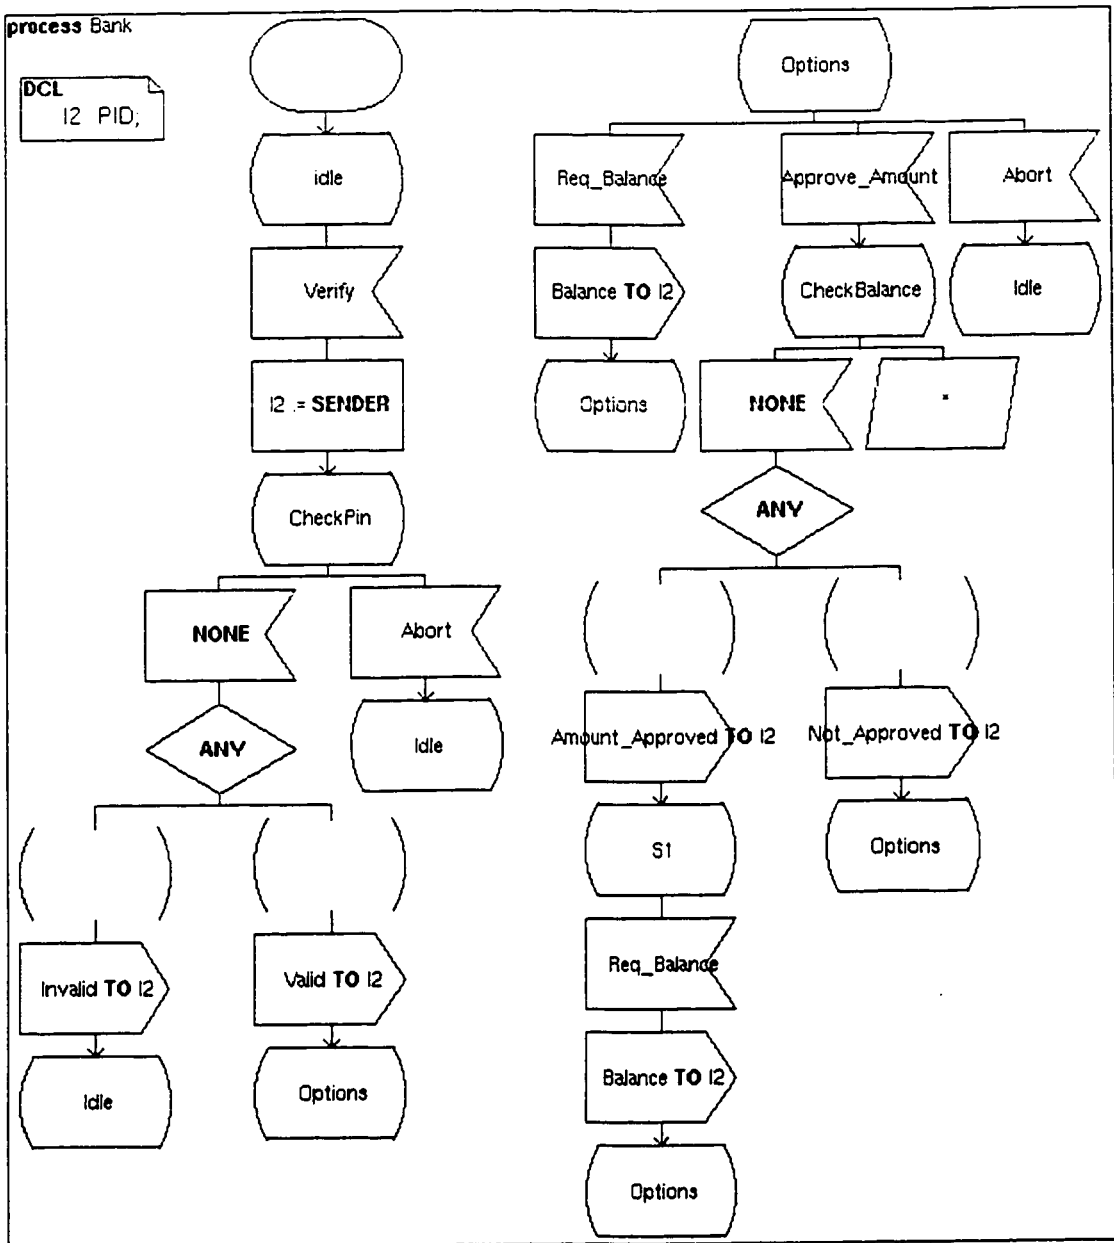 process Bank
DCL
I2 PID;
idle
Verify
I2 := SENDER
CheckPin
NONE
Abort
ANY
Idle
Invalid TO I2
Valid TO I2
Idle
Options
Options
Req_Balance
Approve_Amount
Abort
Balance TO I2
CheckBalance
Idle
Options
NONE
*
ANY
Amount_Approved TO I2
Not_Approved TO I2
S1
Options
Req_Balance
Balance TO I2
Options